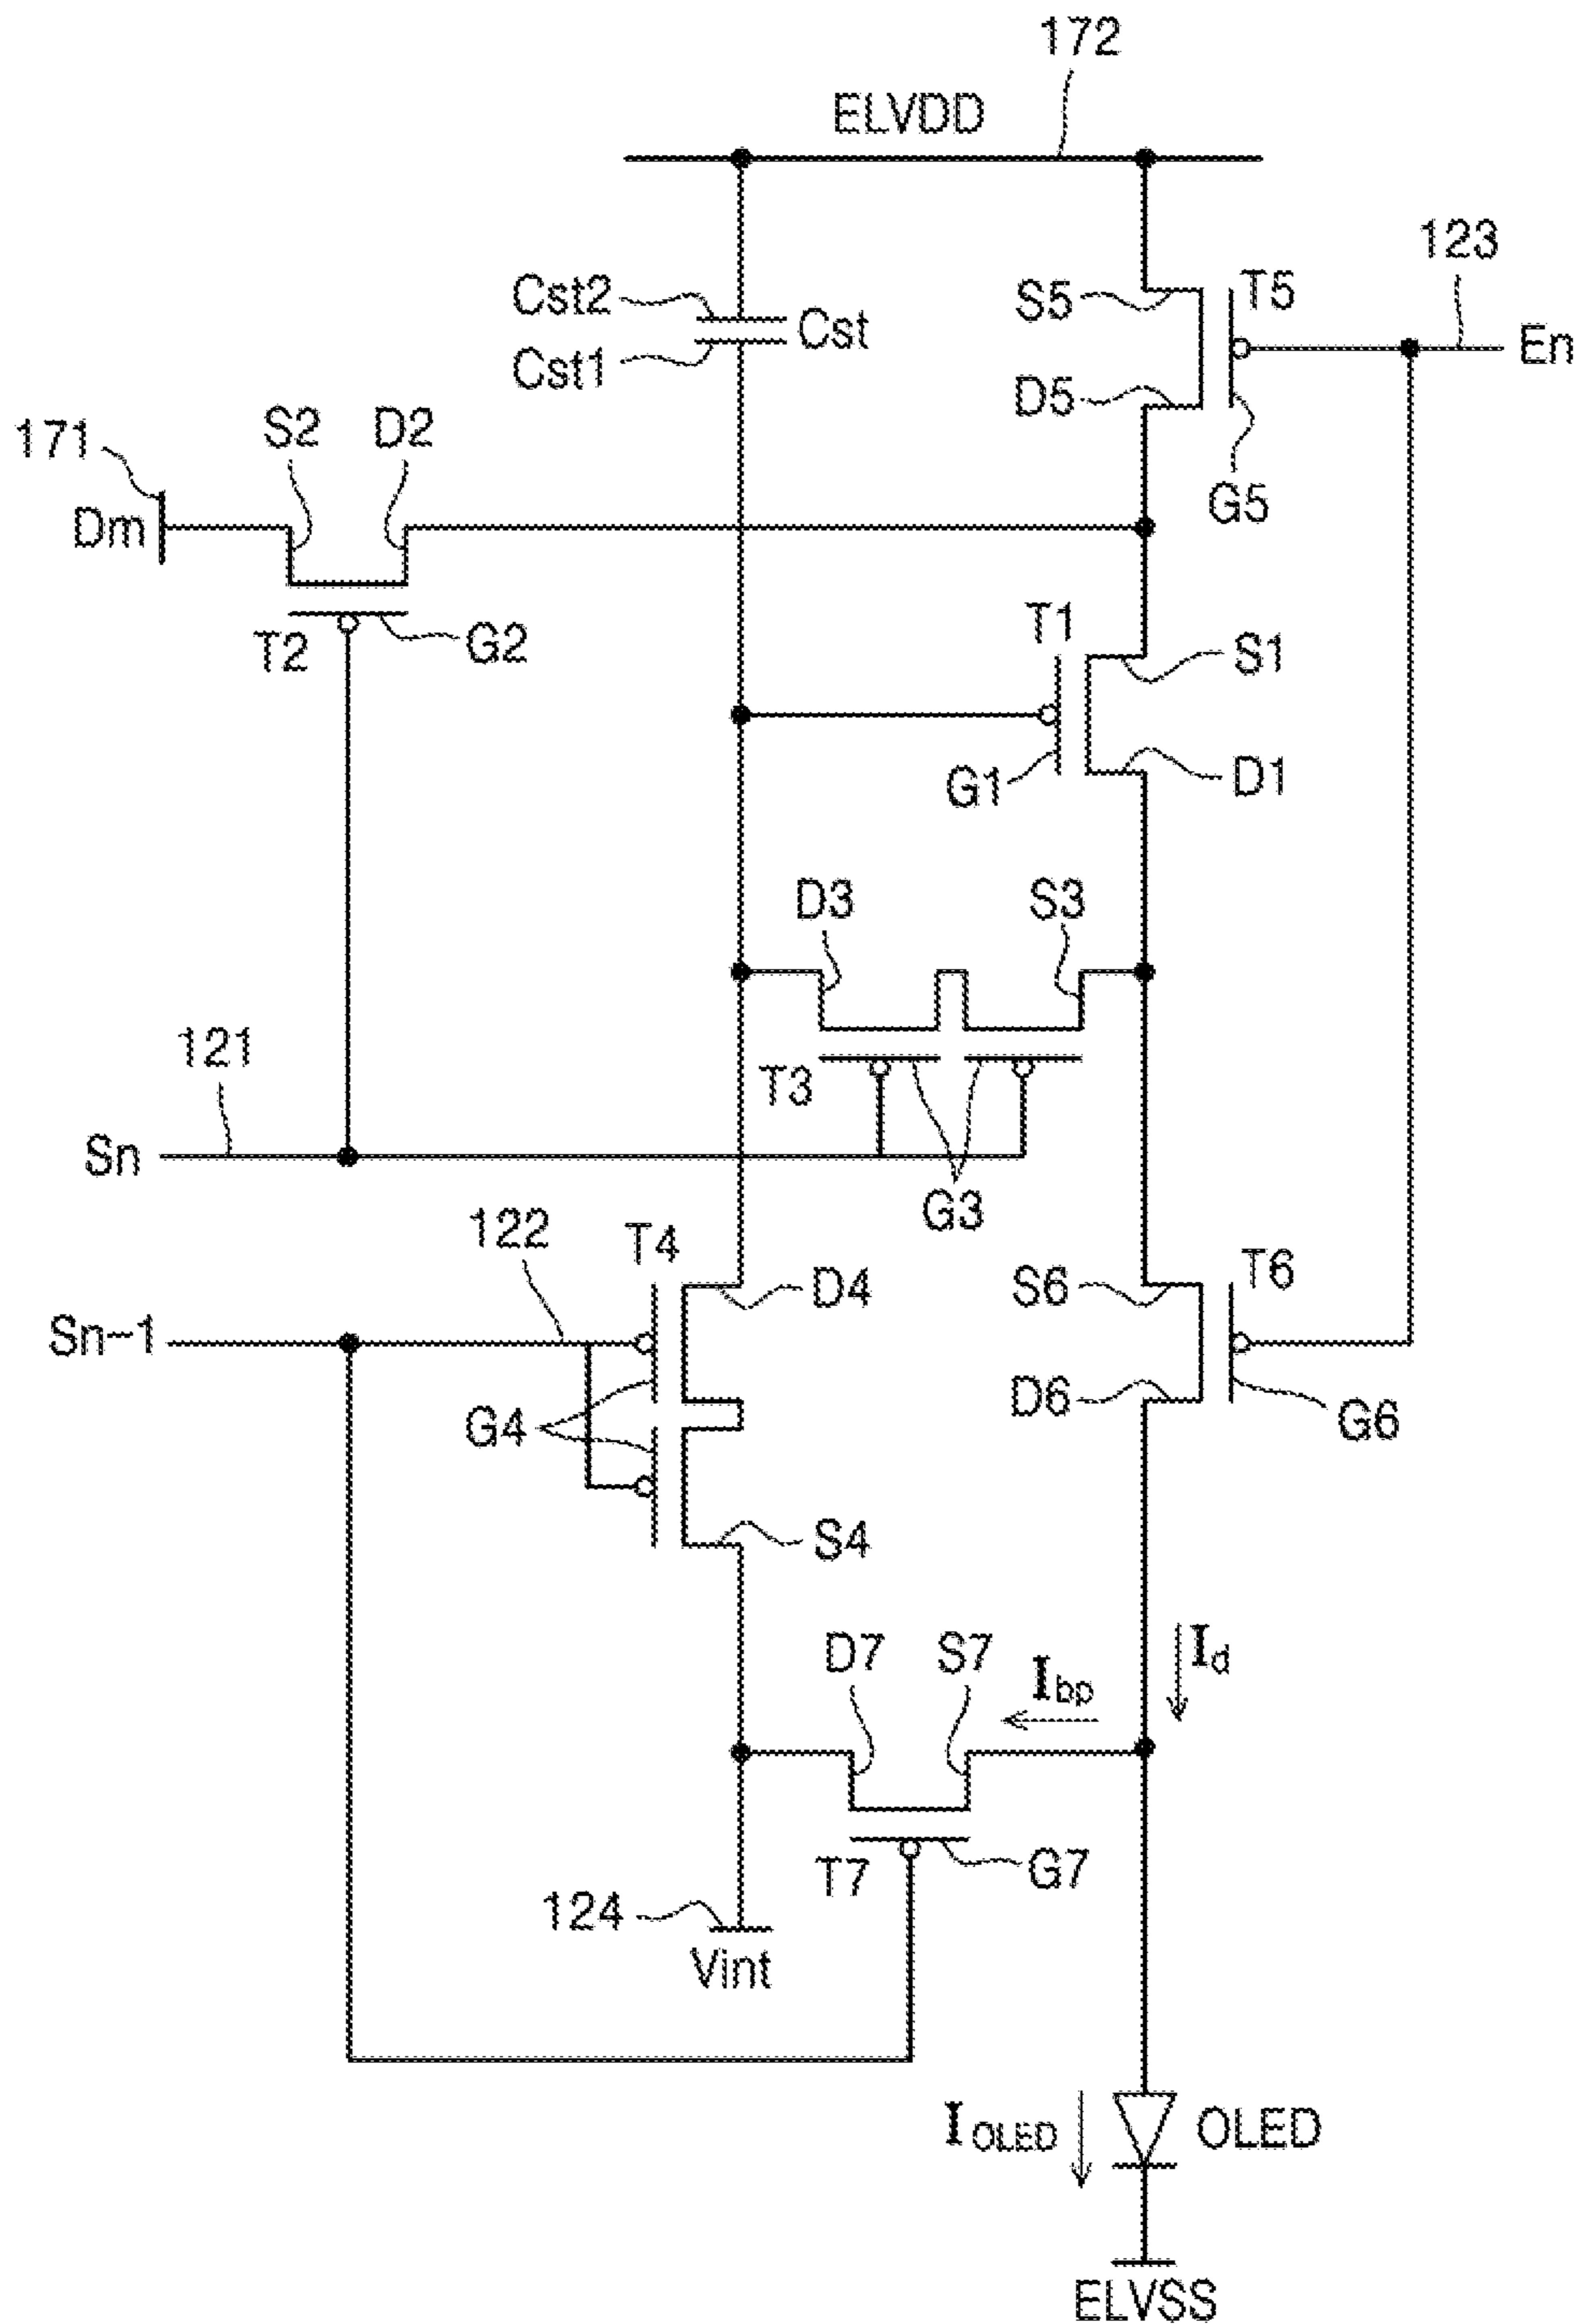 172
ELVDD
123
Cst2
S5
T5
Cst
En
Cst1
D5
171
S2
D2
G5
Dm
T1
T2
G2
S1
G1
D1
D3
S3
121
T3
Sn
G3
122
T4
T6
D4
S6
Sn-1
D6
G4
G6
S4
D7
S7
Ibp
Id
T7
G7
124
Vint
IOLED
OLED
ELVSS